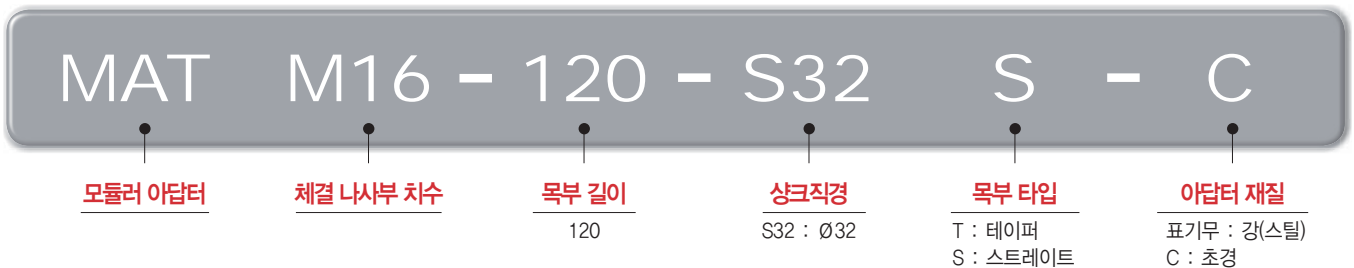 MAT M16 - 120 - S32 S - C
모듈러 아답터 체결 나사부 치수 목부 길이 샹크직경 목부 타입 아답터 재질
120 S32 : Ø32 T : 테이퍼 표기무 : 강(스틸)
S : 스트레이트 C : 초경